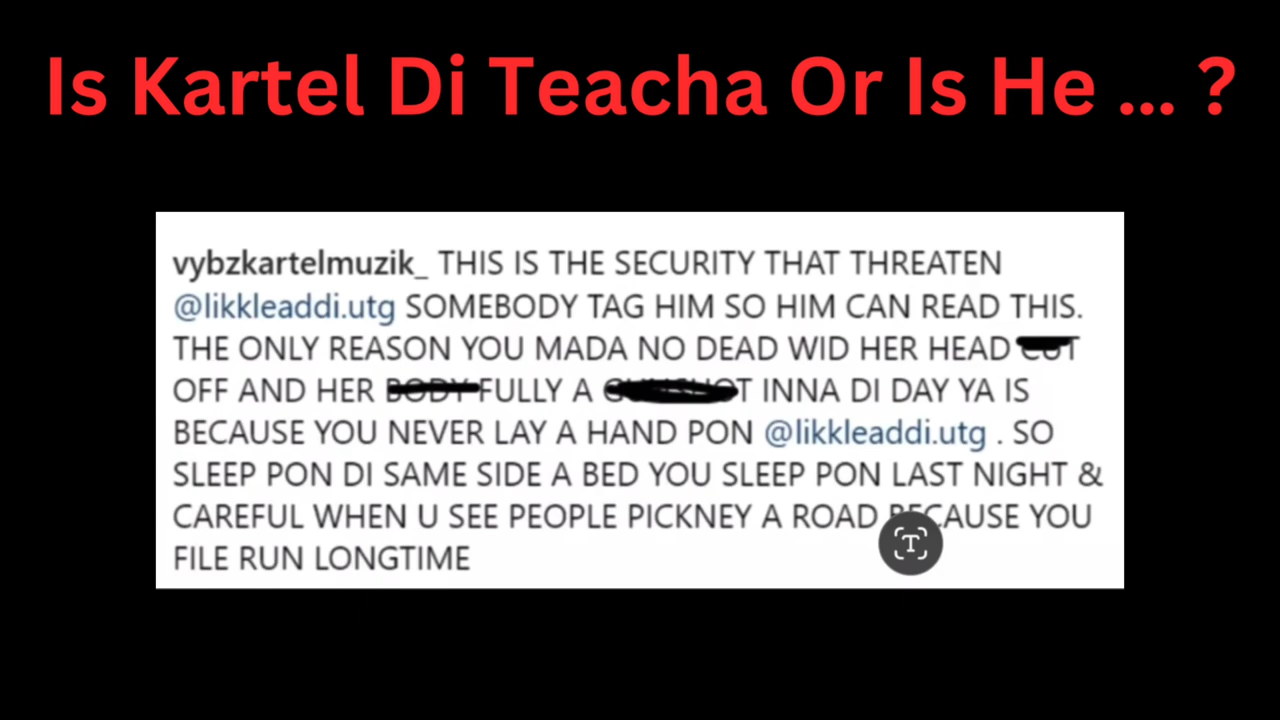 Is Kartel Di Teacha Or Is He ... ?
vybzkartelmuzik_ THIS IS THE SECURITY THAT THREATEN
@likkleaddi.utg SOMEBODY TAG HIM SO HIM CAN READ THIS.
THE ONLY REASON YOU MADA NO DEAD WID HER HEAD CUT
OFF AND HER BODY FULLY A INNA DI DAY YA IS
BECAUSE YOU NEVER LAY A HAND PON @likkleaddi.utg . SO
SLEEP PON DI SAME SIDE A BED YOU SLEEP PON LAST NIGHT &
CAREFUL WHEN U SEE PEOPLE PICKNEY A ROAD BECAUSE YOU
FILE RUN LONGTIME